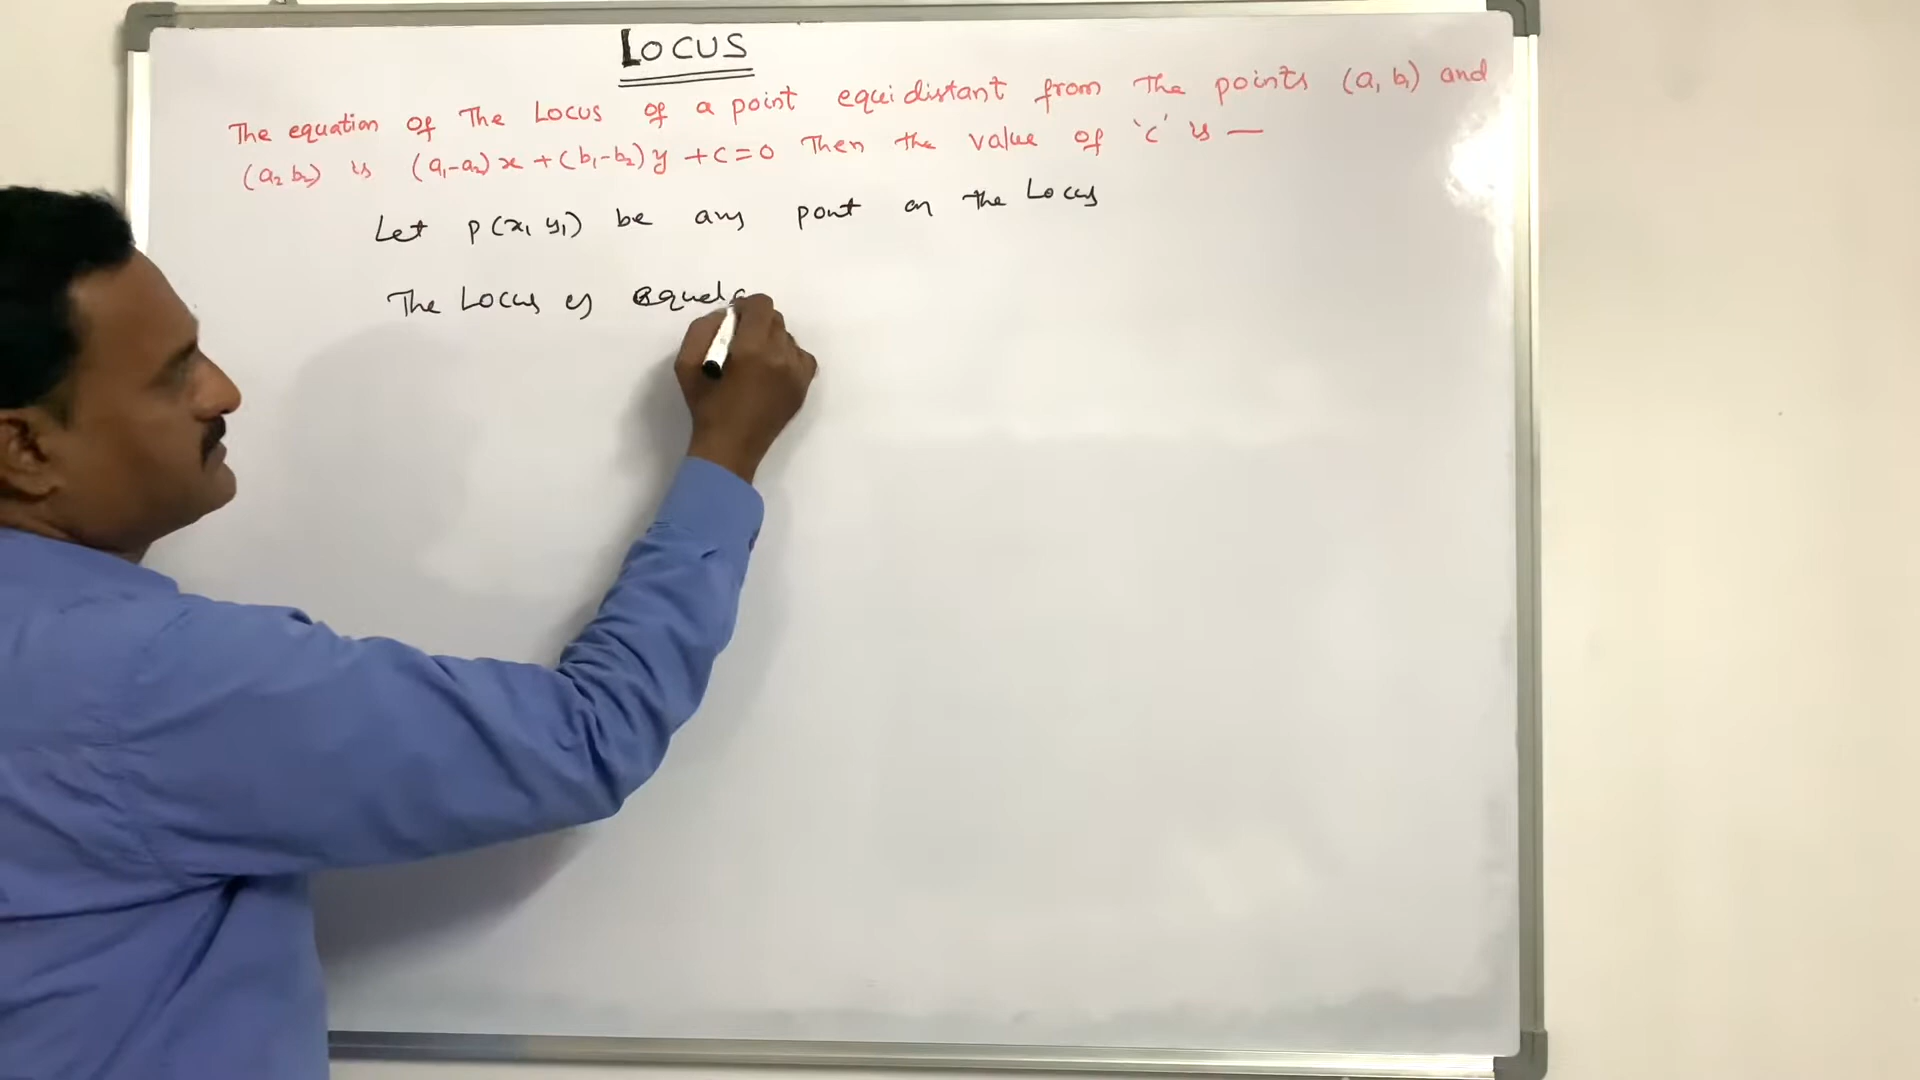 LOCUS
The equation of The Locus of a point equidistant from The points (a₁ b₁) and
(a₂ b₂) is (a₁-a₂)x+(b₁-b₂)y+c=0 Then the value of 'c' is —
Let p(x₁ y₁) be any point on the Locus
The Locus is